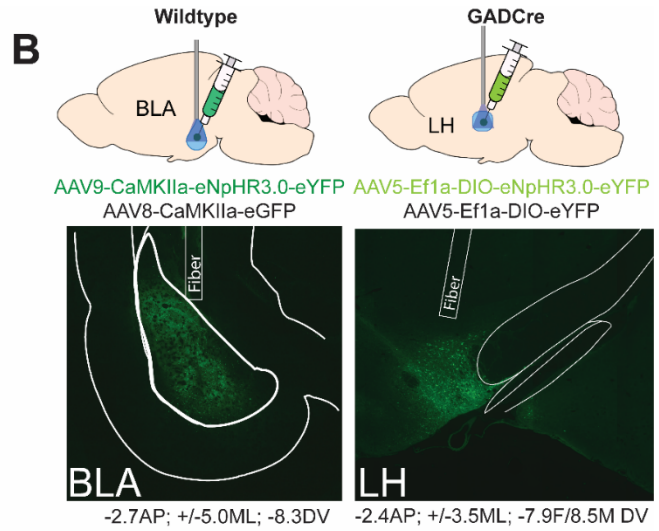 B
Wildtype
GADCre
BLA
LH
AAV9-CaMKIIa-eNpHR3.0-eYFP
AAV5-Ef1a-DIO-eNpHR3.0-eYFP
AAV8-CaMKIIa-eGFP
AAV5-Ef1a-DIO-eYFP
Fiber
Fiber
BLA
LH
-2.7AP; +/-5.0ML; -8.3DV
-2.4AP; +/-3.5ML; -7.9F/8.5M DV